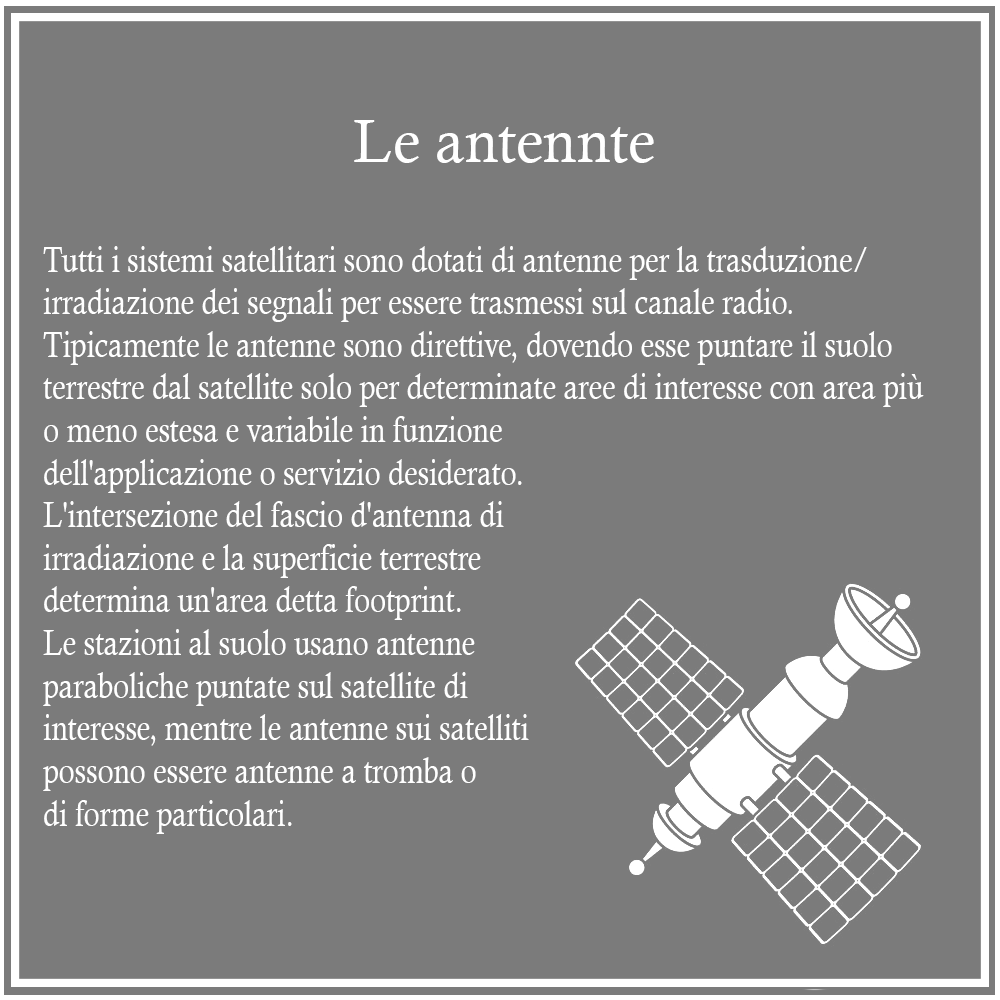 Le antennte
Tutti i sistemi satellitari sono dotati di antenne per la trasduzione/
irradiazione dei segnali per essere trasmessi sul canale radio.
Tipicamente le antenne sono direttive, dovendo esse puntare il suolo
terrestre dal satellite solo per determinate aree di interesse con area più
o meno estesa e variabile in funzione
dell'applicazione o servizio desiderato.
L'intersezione del fascio d'antenna di
irradiazione e la superficie terrestre
determina un'area detta footprint.
Le stazioni al suolo usano antenne
paraboliche puntate sul satellite di
interesse, mentre le antenne sui satelliti
possono essere antenne a tromba o
di forme particolari.